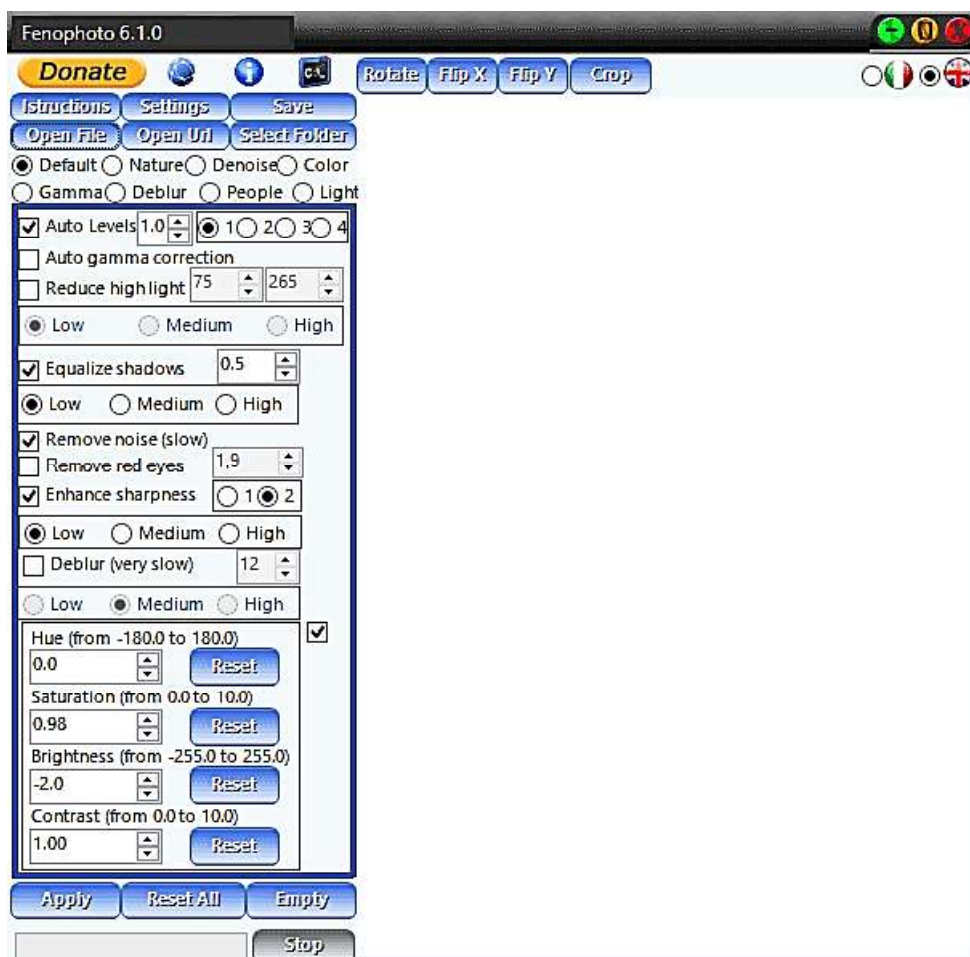 Fenophoto 6.1.0
Donate C:\ Rotate Flip X Flip Y Crop
Istructions Settings Save
Open File Open Url Select Folder
Default Nature Denoise Color
Gamma Deblur People Light
Auto Levels 1.0 1 2 3 4
Auto gamma correction
Reduce high light 75 265
Low Medium High
Equalize shadows 0.5
Low Medium High
Remove noise (slow)
Remove red eyes 1,9
Enhance sharpness 1 2
Low Medium High
Deblur (very slow) 12
Low Medium High
Hue (from -180.0 to 180.0)
0.0 Reset
Saturation (from 0.0 to 10.0)
0.98 Reset
Brightness (from -255.0 to 255.0)
-2.0 Reset
Contrast (from 0.0 to 10.0)
1.00 Reset
Apply Reset All Empty
Stop